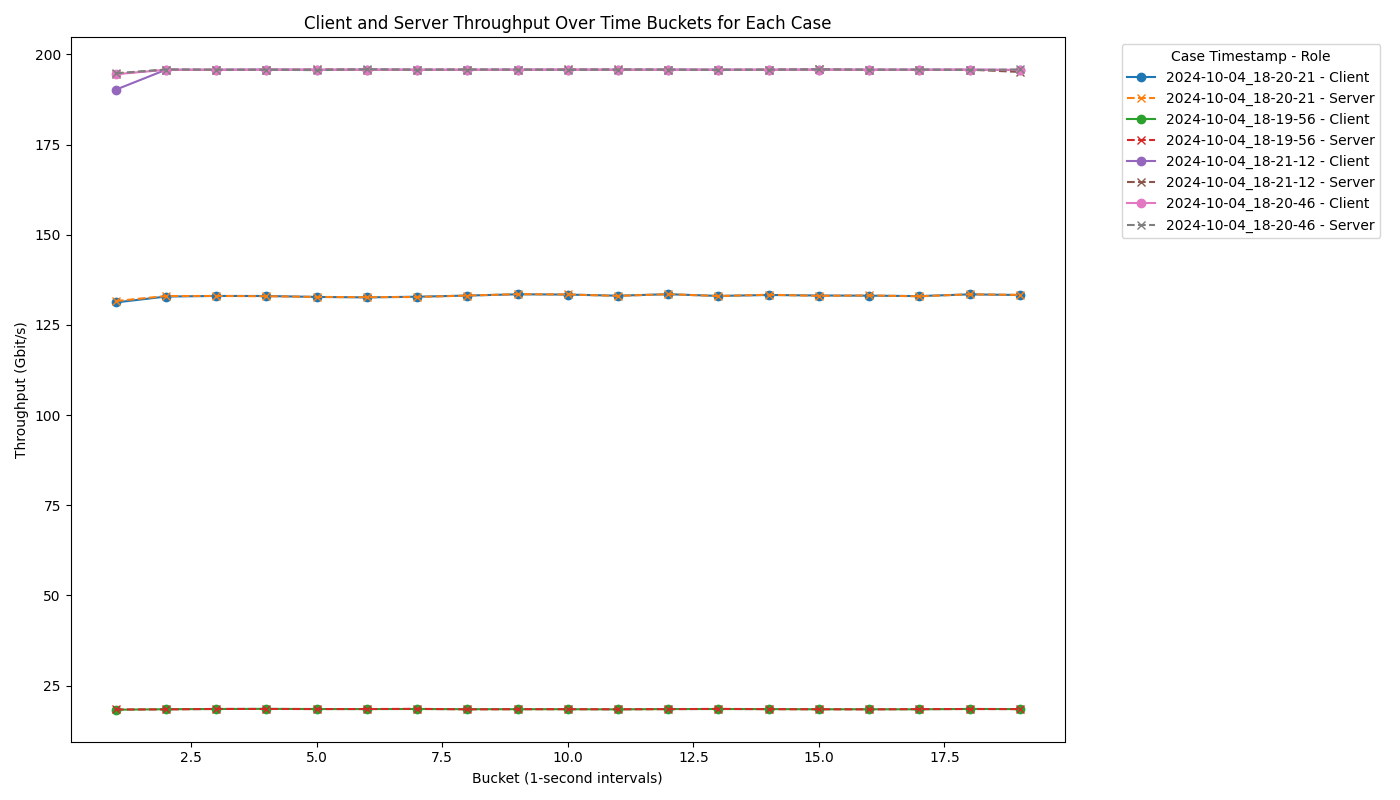 Client and Server Throughput Over Time Buckets for Each Case
Throughput (Gbit/s)
200
175
150
125
100
75
50
25
2.5 5.0 7.5 10.0 12.5 15.0 17.5
Bucket (1-second intervals)
Case Timestamp - Role
2024-10-04_18-20-21 - Client
2024-10-04_18-20-21 - Server
2024-10-04_18-19-56 - Client
2024-10-04_18-19-56 - Server
2024-10-04_18-21-12 - Client
2024-10-04_18-21-12 - Server
2024-10-04_18-20-46 - Client
2024-10-04_18-20-46 - Server